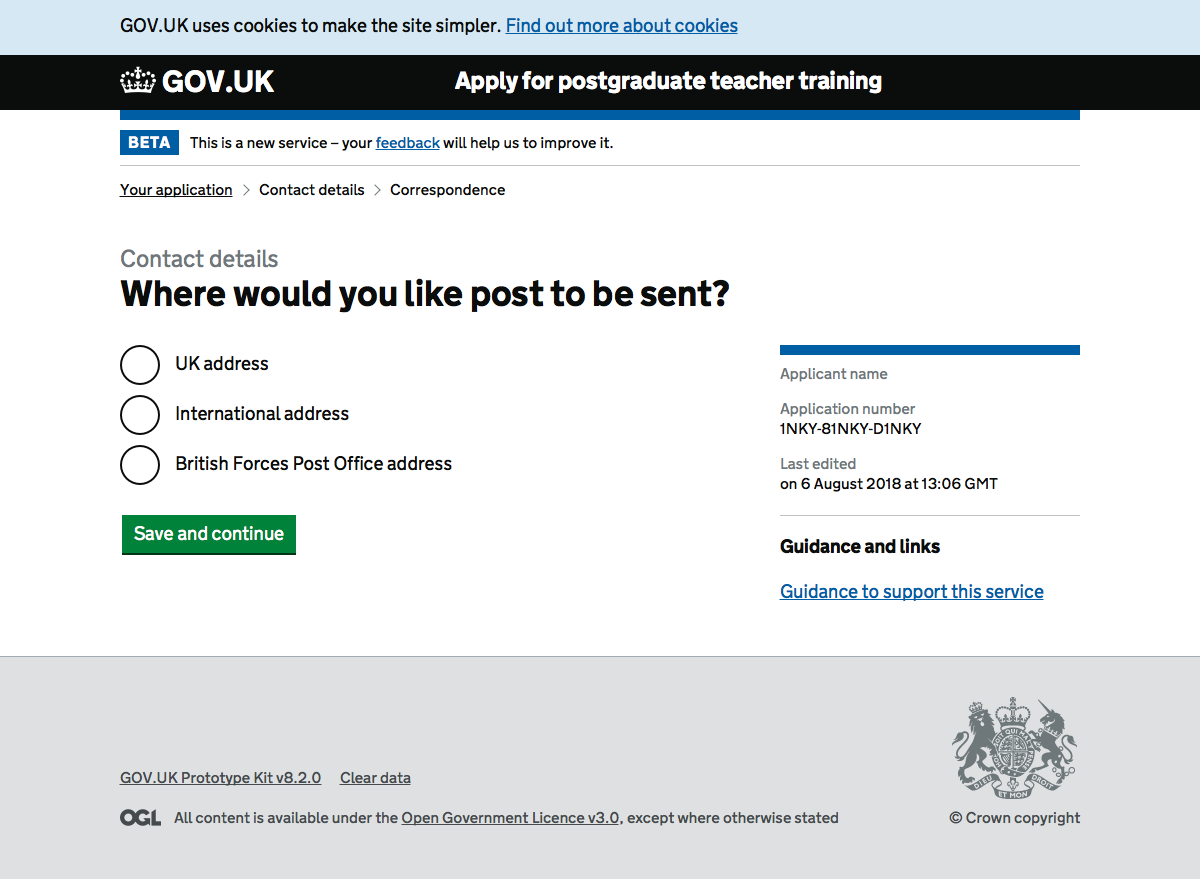 GOV.UK uses cookies to make the site simpler. Find out more about cookies
GOV.UK
Apply for postgraduate teacher training
BETA This is a new service – your feedback will help us to improve it.
Your application > Contact details > Correspondence
Contact details
Where would you like post to be sent?
UK address
International address
British Forces Post Office address
Save and continue
Applicant name
Application number
1NKY-81NKY-D1NKY
Last edited
on 6 August 2018 at 13:06 GMT
Guidance and links
Guidance to support this service
GOV.UK Prototype Kit v8.2.0 Clear data
OGL All content is available under the Open Government Licence v3.0, except where otherwise stated
DIEU ET MON DROIT
© Crown copyright